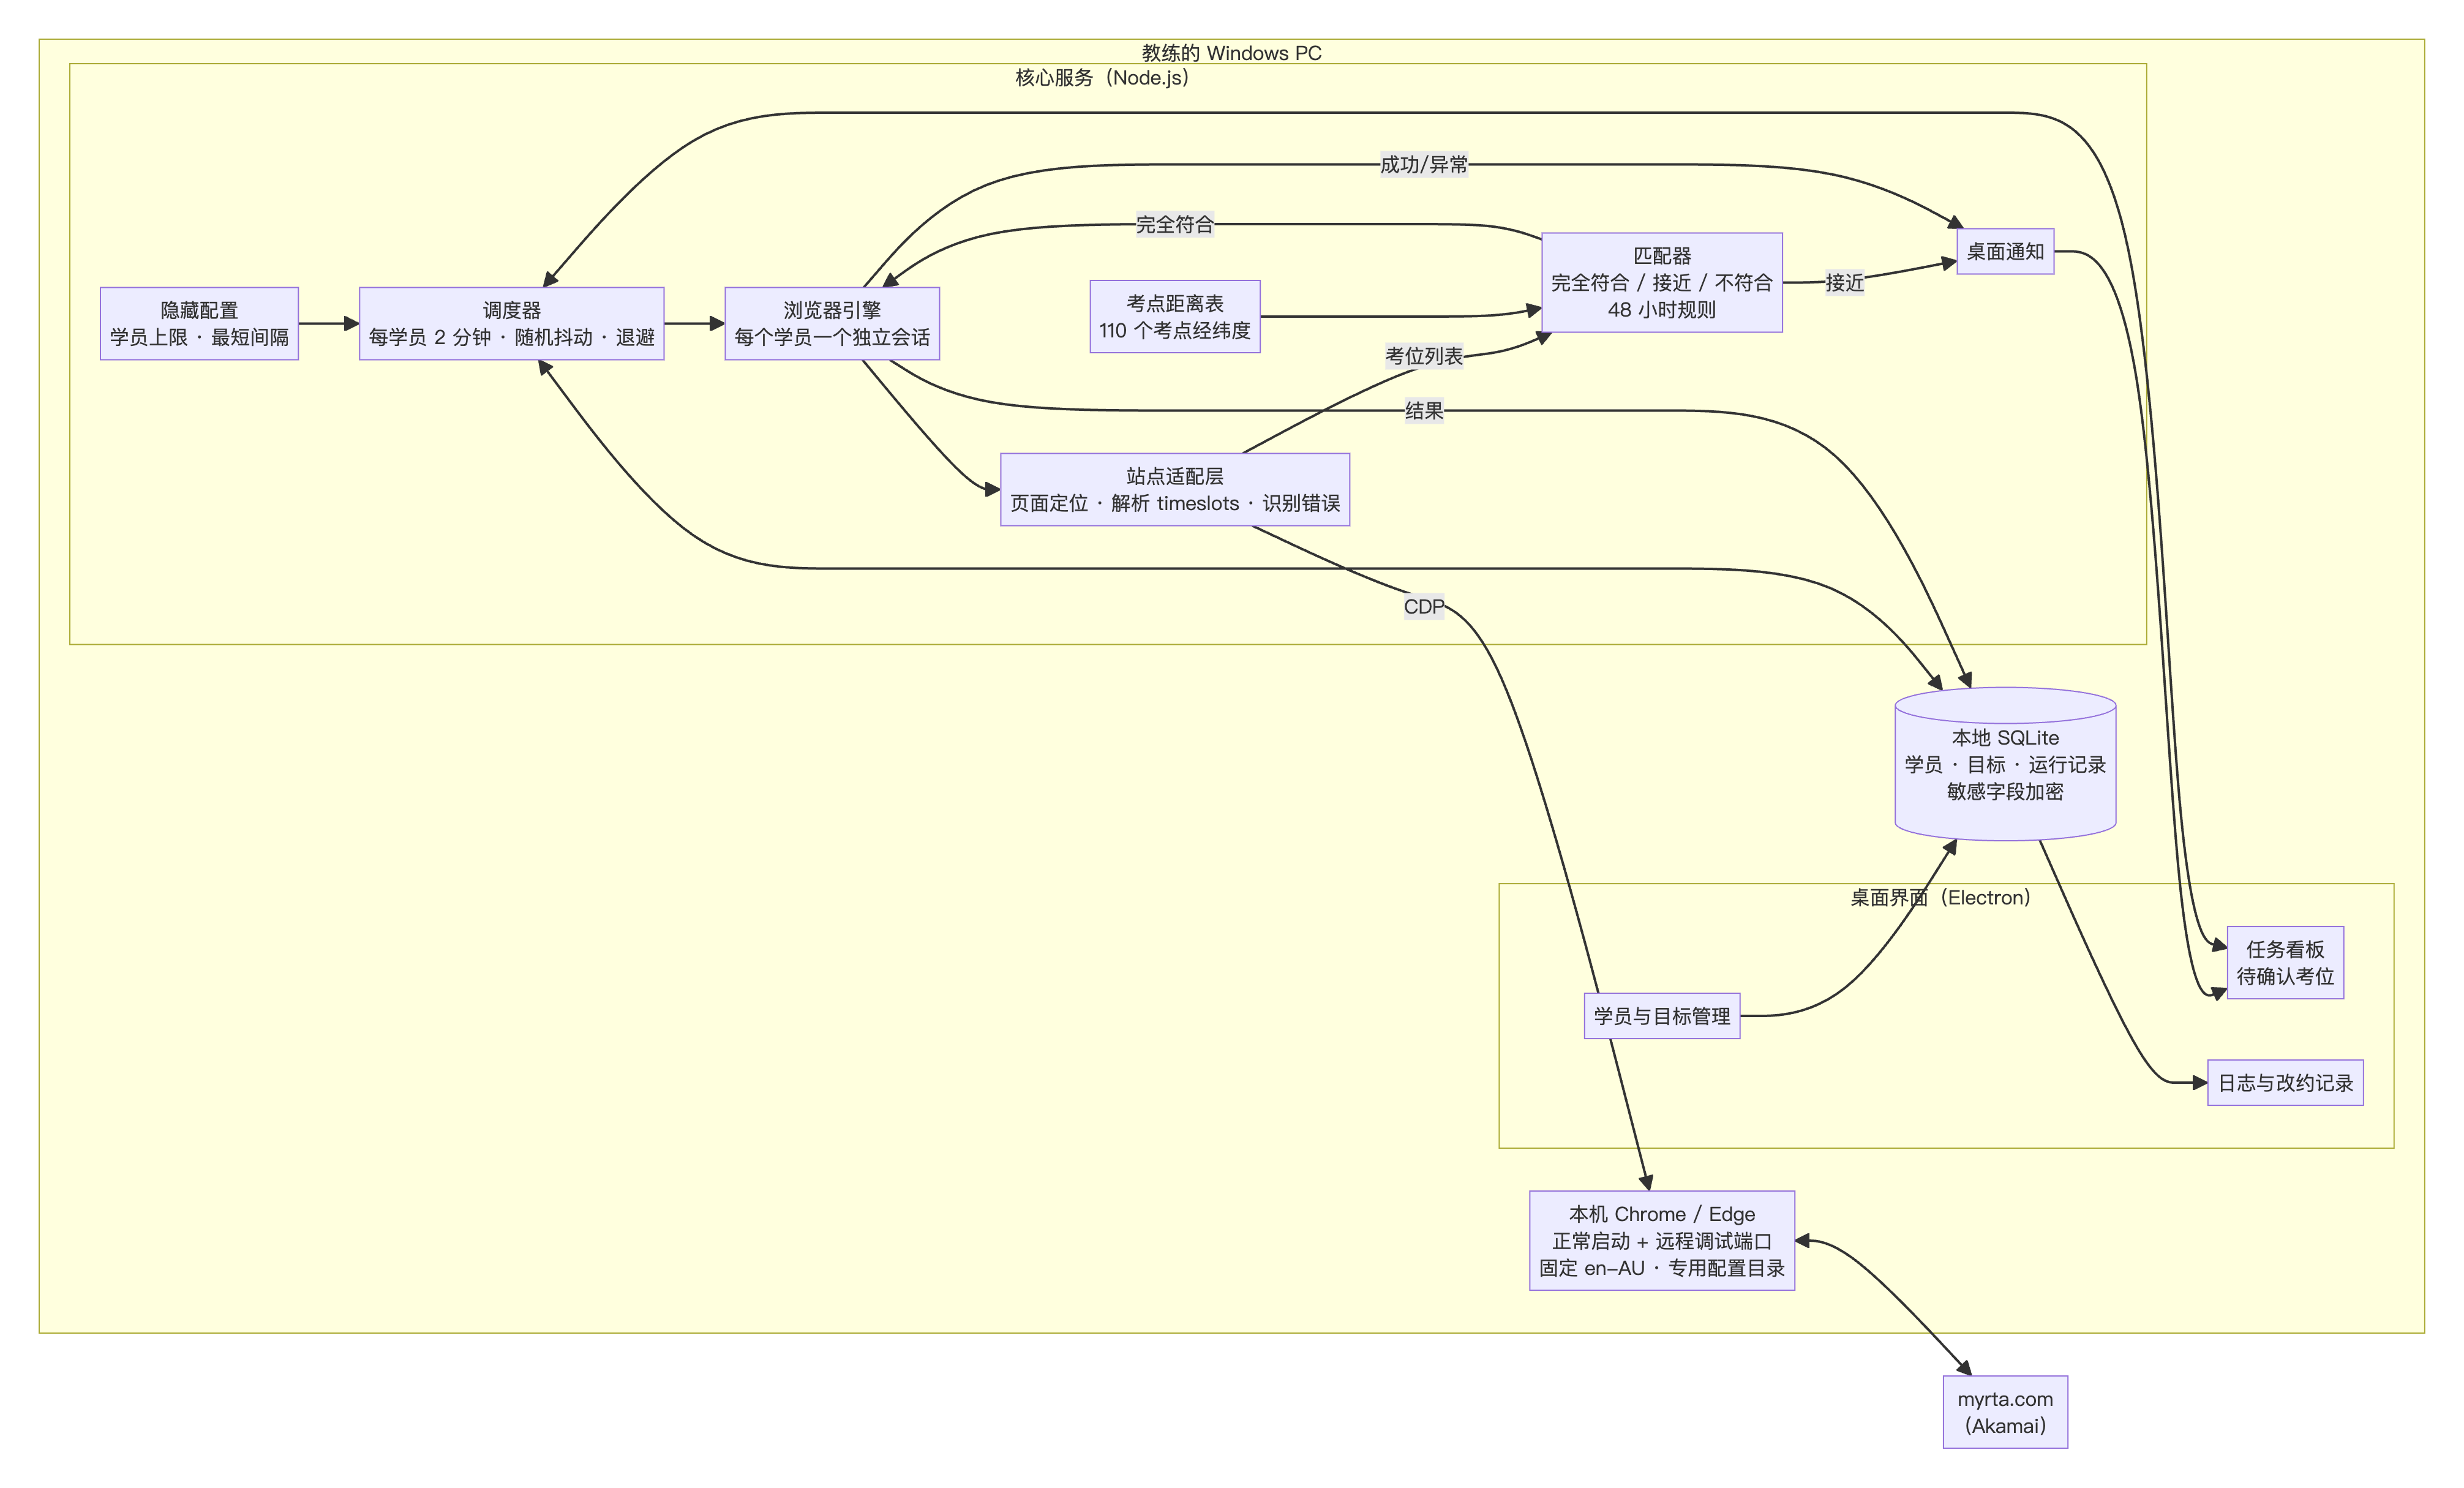 教练的 Windows PC
核心服务（Node.js）
成功/异常
完全符合
桌面通知
匹配器
完全符合 / 接近 / 不符合
48 小时规则
接近
隐藏配置
学员上限 · 最短间隔
调度器
每学员 2 分钟 · 随机抖动 · 退避
浏览器引擎
每个学员一个独立会话
考点距离表
110 个考点经纬度
考位列表
结果
站点适配层
页面定位 · 解析 timeslots · 识别错误
CDP
本地 SQLite
学员 · 目标 · 运行记录
敏感字段加密
桌面界面（Electron）
任务看板
待确认考位
学员与目标管理
日志与改约记录
本机 Chrome / Edge
正常启动 + 远程调试端口
固定 en-AU · 专用配置目录
myrta.com
（Akamai）